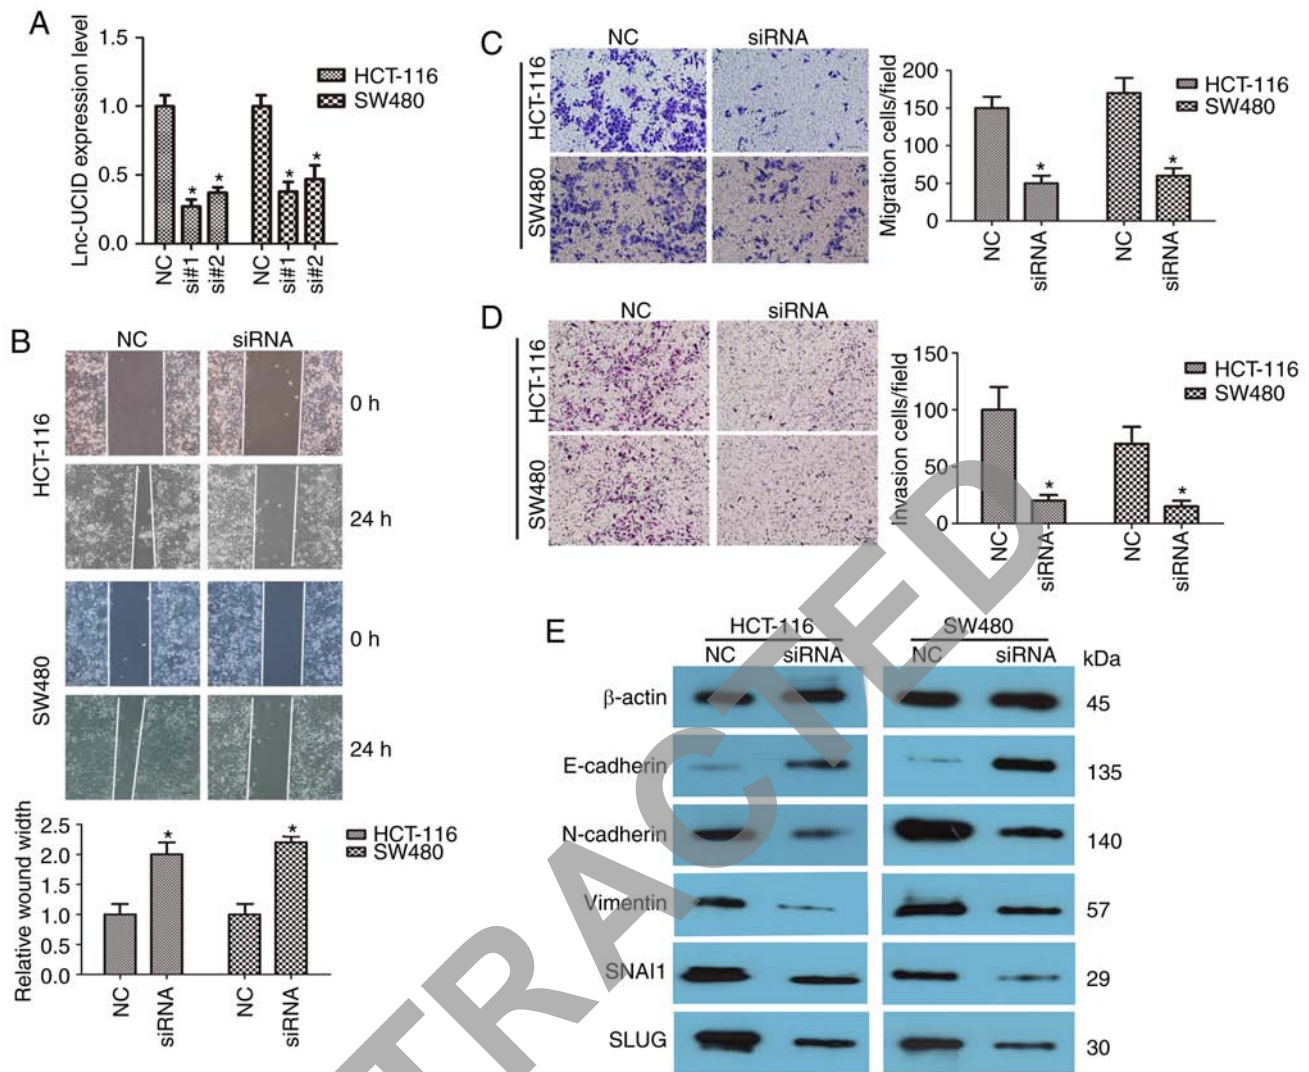 A
Lnc-UCID expression level
1.5
1.0
0.5
0.0
NC
si#1
si#2
NC
si#1
si#2
*
*
*
*
HCT-116
SW480
B
NC
siRNA
HCT-116
0 h
24 h
SW480
0 h
24 h
Relative wound width
2.5
2.0
1.5
1.0
0.5
0.0
*
*
NC
siRNA
NC
siRNA
HCT-116
SW480
C
NC
siRNA
HCT-116
SW480
Migration cells/field
200
150
100
50
0
*
*
NC
siRNA
NC
siRNA
HCT-116
SW480
D
NC
siRNA
HCT-116
SW480
Invasion cells/field
150
100
50
0
*
*
NC
siRNA
NC
siRNA
HCT-116
SW480
E
HCT-116
SW480
NC
siRNA
NC
siRNA
kDa
β-actin
45
E-cadherin
135
N-cadherin
140
Vimentin
57
SNAI1
29
SLUG
30
TRACTED